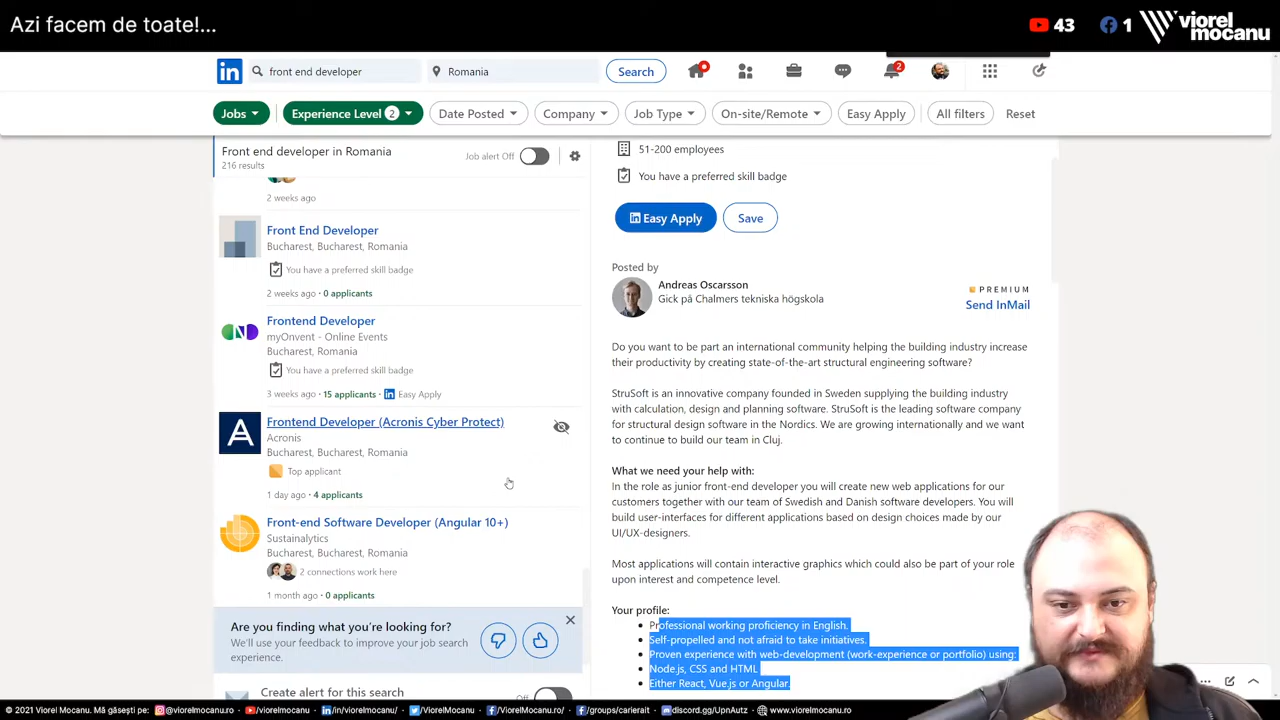 Azi facem de toate!...
43
1
viorel
mocanu
in
front end developer
Romania
Search
2
Jobs
Experience Level 2
Date Posted
Company
Job Type
On-site/Remote
Easy Apply
All filters
Reset
Front end developer in Romania
216 results
Job alert Off
2 weeks ago
Front End Developer
Bucharest, Bucharest, Romania
You have a preferred skill badge
2 weeks ago · 0 applicants
Frontend Developer
myOnvent - Online Events
Bucharest, Romania
You have a preferred skill badge
3 weeks ago · 15 applicants · in Easy Apply
A
Frontend Developer (Acronis Cyber Protect)
Acronis
Bucharest, Bucharest, Romania
Top applicant
1 day ago · 4 applicants
Front-end Software Developer (Angular 10+)
Sustainalytics
Bucharest, Bucharest, Romania
2 connections work here
1 month ago · 0 applicants
Are you finding what you're looking for?
We'll use your feedback to improve your job search
experience.
Create alert for this search
Off
51-200 employees
You have a preferred skill badge
in Easy Apply
Save
Posted by
Andreas Oscarsson
Gick på Chalmers tekniska högskola
PREMIUM
Send InMail
Do you want to be part an international community helping the building industry increase
their productivity by creating state-of-the-art structural engineering software?
StruSoft is an innovative company founded in Sweden supplying the building industry
with calculation, design and planning software. StruSoft is the leading software company
for structural design software in the Nordics. We are growing internationally and we want
to continue to build our team in Cluj.
What we need your help with:
In the role as junior front-end developer you will create new web applications for our
customers together with our team of Swedish and Danish software developers. You will
build user-interfaces for different applications based on design choices made by our
UI/UX-designers.
Most applications will contain interactive graphics which could also be part of your role
upon interest and competence level.
Your profile:
• Professional working proficiency in English.
• Self-propelled and not afraid to take initiatives.
• Proven experience with web-development (work-experience or portfolio) using:
• Node.js, CSS and HTML
• Either React, Vue.js or Angular.
© 2021 Viorel Mocanu. Mă găsești pe: @viorelmocanu.ro /viorelmocanu /in/viorelmocanu/ /ViorelMocanu /ViorelMocanu.ro/ /groups/carierait discord.gg/UpnAutz www.viorelmocanu.ro